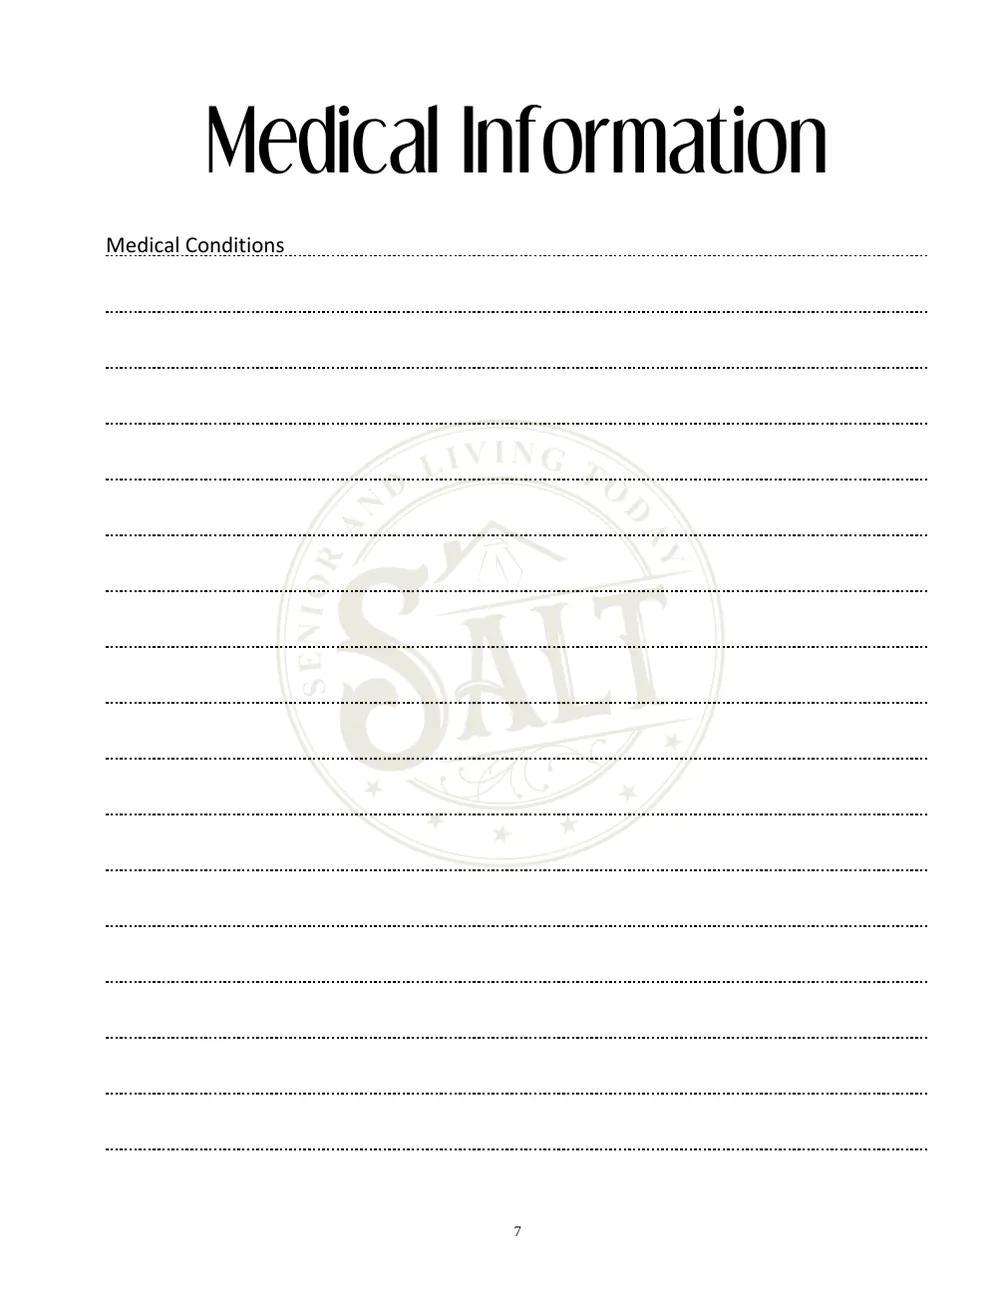 Medical Information
Medical Conditions
SENIOR AND LIVING TODAY
SALT
7